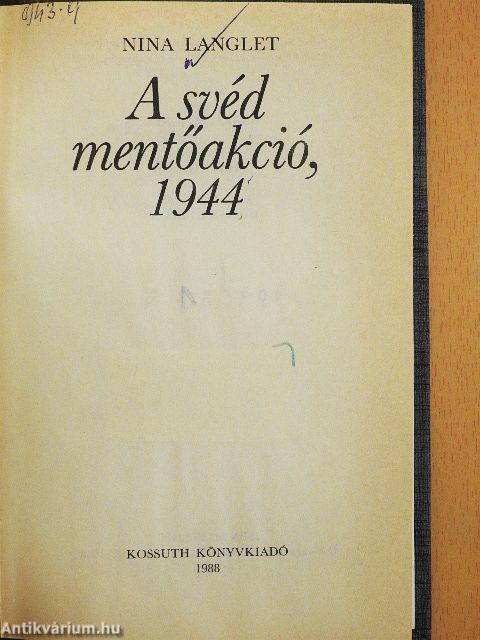 NINA LANGLET
A svéd
mentőakció,
1944
KOSSUTH KÖNYVKIADÓ
1988
Antikvárium.hu